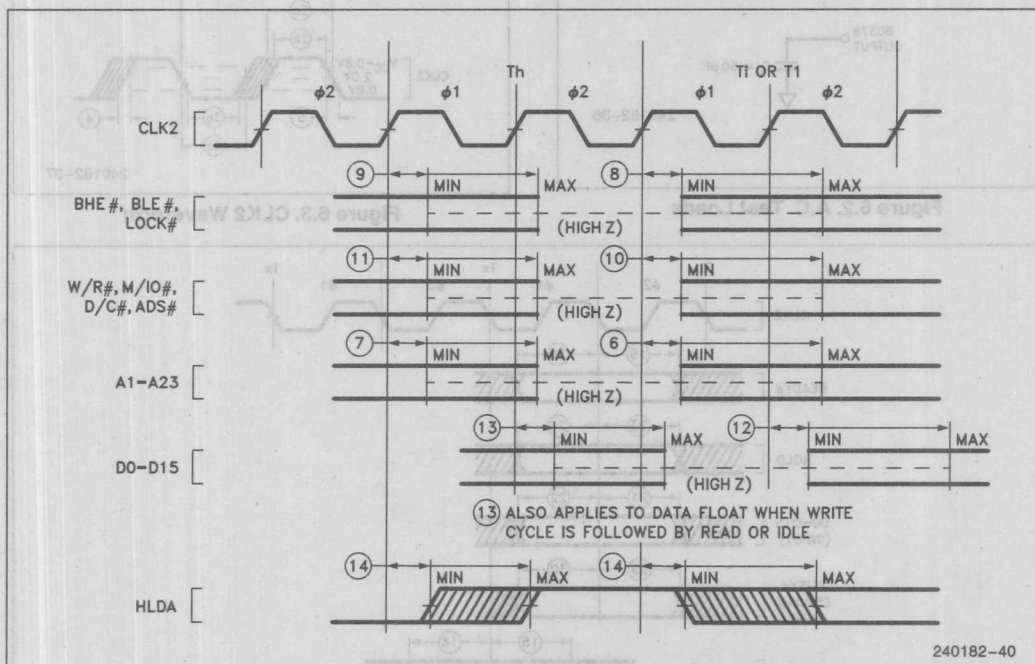 Th
TI OR T1
φ2
φ1
φ2
φ1
φ2
CLK2
9
MIN
MAX
8
MIN
MAX
BHE#, BLE#,
LOCK#
(HIGH Z)
11
MIN
MAX
10
MIN
MAX
W/R#, M/IO#,
D/C#, ADS#
(HIGH Z)
7
MIN
MAX
6
MIN
MAX
A1-A23
(HIGH Z)
13
MIN
MAX
12
MIN
MAX
D0-D15
(HIGH Z)
13 ALSO APPLIES TO DATA FLOAT WHEN WRITE
CYCLE IS FOLLOWED BY READ OR IDLE
14
MIN
MAX
14
MIN
MAX
HLDA
240182-40